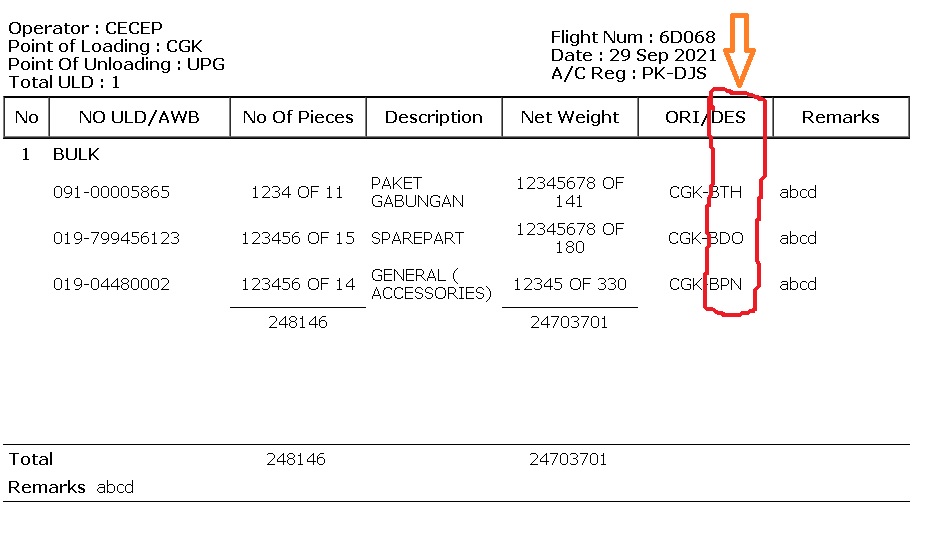 Operator : CECEP
Point of Loading : CGK
Point Of Unloading : UPG
Total ULD : 1
Flight Num : 6D068
Date : 29 Sep 2021
A/C Reg : PK-DJS
No NO ULD/AWB No Of Pieces Description Net Weight ORI/DES Remarks
1 BULK
091-00005865 1234 OF 11 PAKET GABUNGAN 12345678 OF 141 CGK-BTH abcd
019-799456123 123456 OF 15 SPAREPART 12345678 OF 180 CGK-BDO abcd
019-04480002 123456 OF 14 GENERAL ( ACCESSORIES) 12345 OF 330 CGK-BPN abcd
248146 24703701
Total 248146 24703701
Remarks abcd